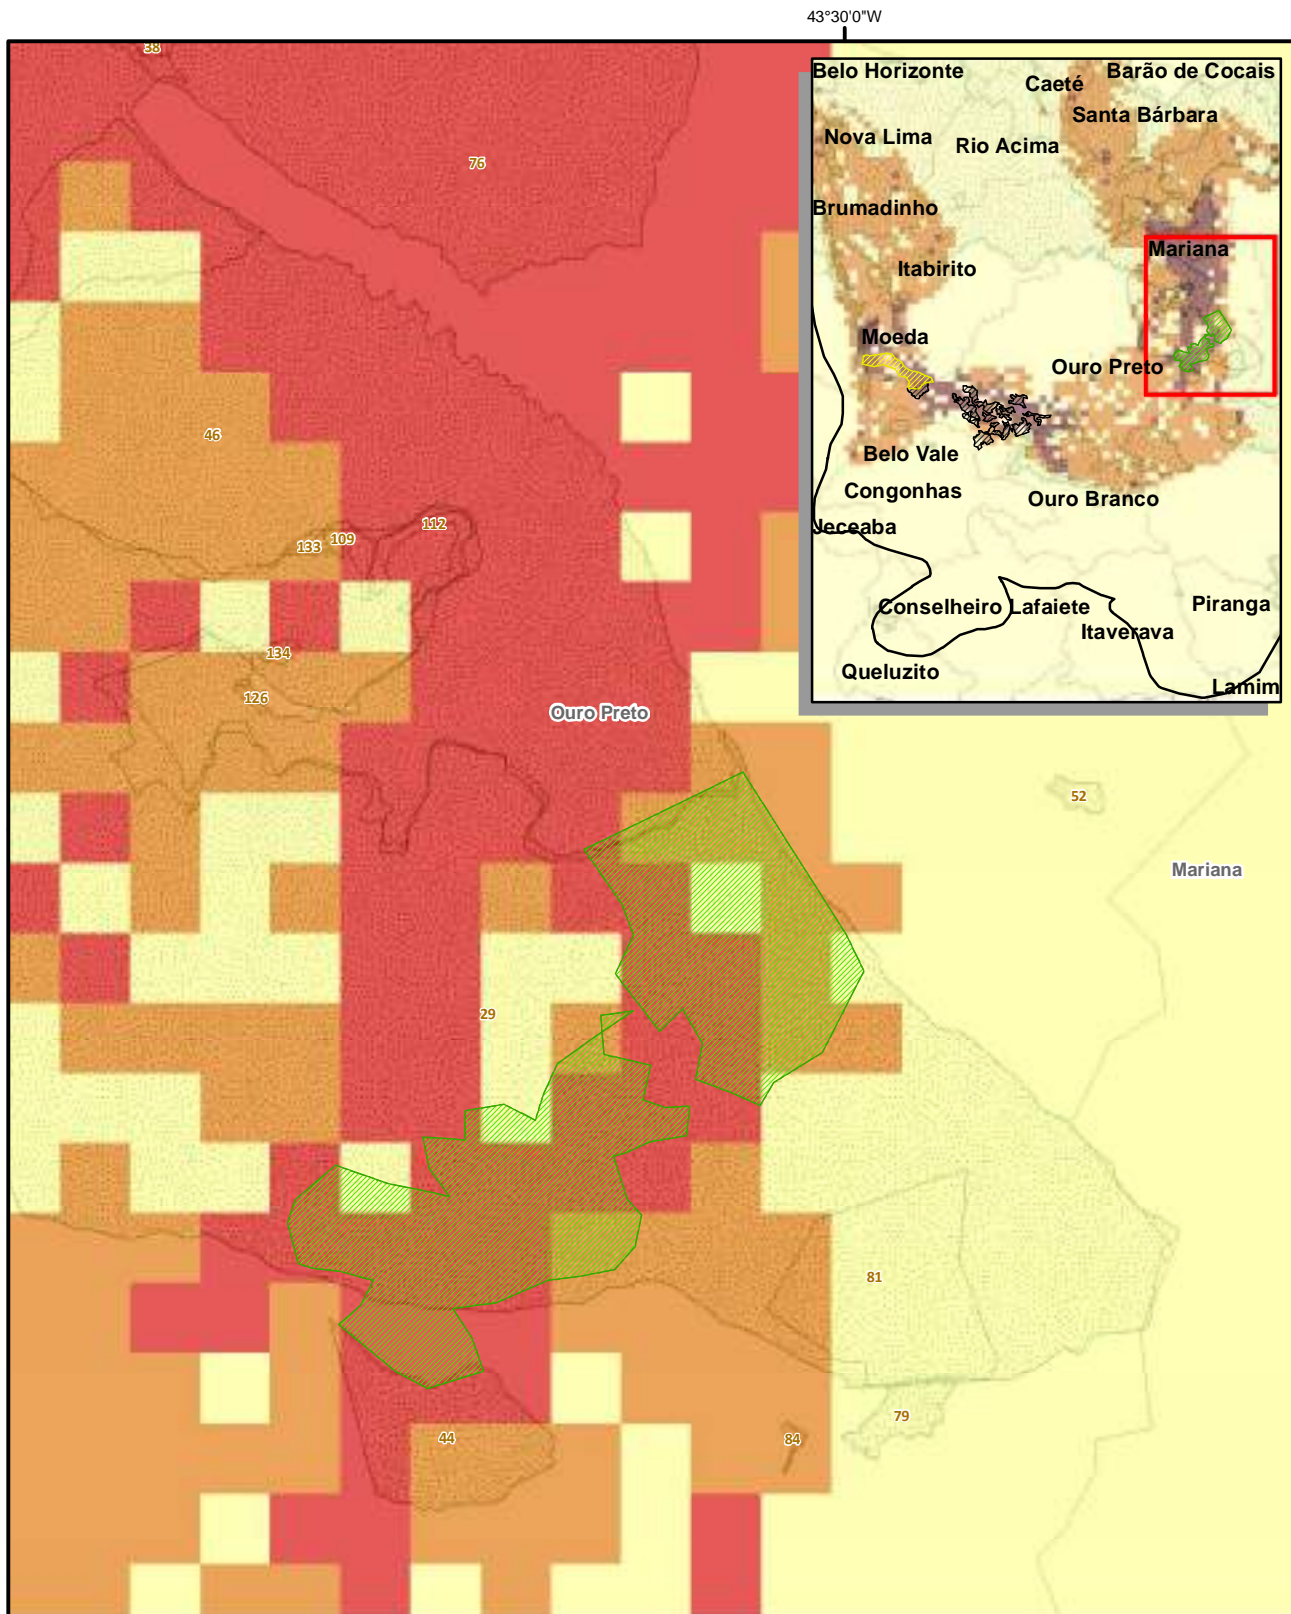 43°30'0"W
38
Belo Horizonte
Barão de Cocais
Caeté
Santa Bárbara
Nova Lima
Rio Acima
76
Brumadinho
Mariana
Itabirito
Moeda
Ouro Preto
46
Belo Vale
Congonhas
Ouro Branco
112
Jeceaba
109
133
Conselheiro Lafaiete
Piranga
Itaverava
134
Queluzito
Lamim
126
Ouro Preto
52
Mariana
29
81
79
44
84